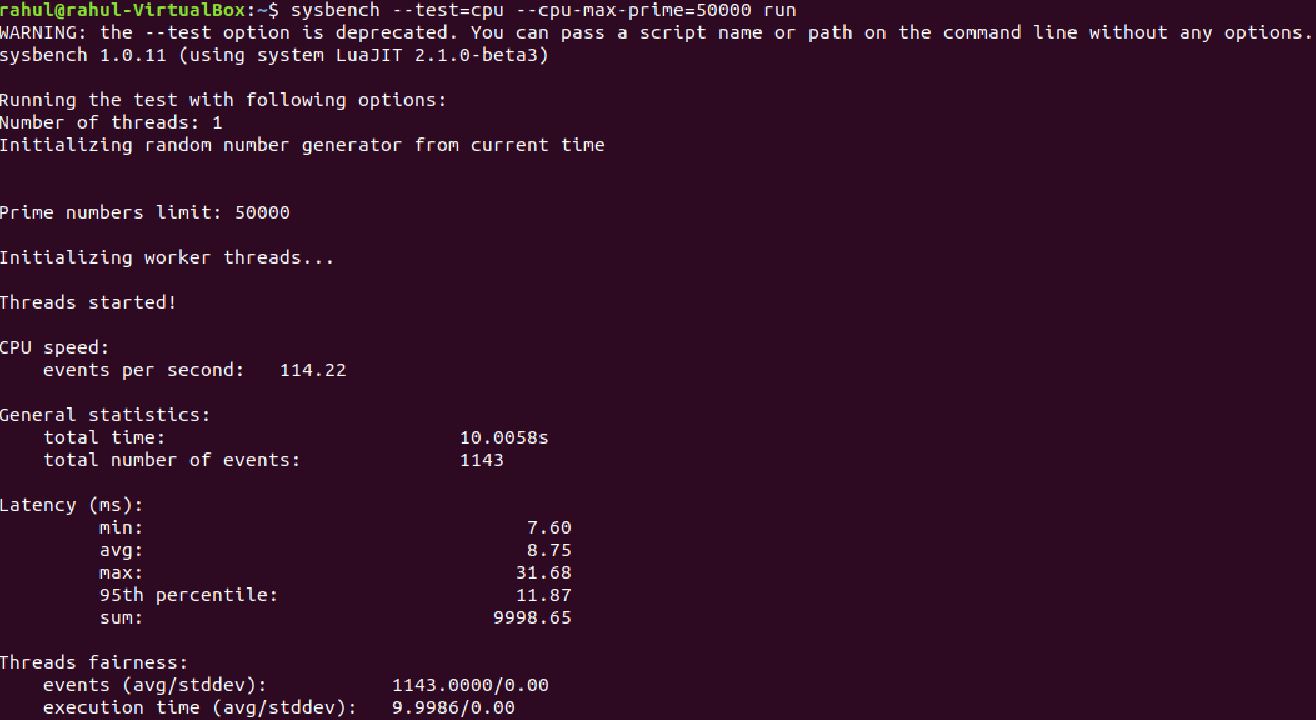 rahul@rahul-VirtualBox:~$ sysbench --test=cpu --cpu-max-prime=50000 run
WARNING: the --test option is deprecated. You can pass a script name or path on the command line without any options.
sysbench 1.0.11 (using system LuaJIT 2.1.0-beta3)
Running the test with following options:
Number of threads: 1
Initializing random number generator from current time
Prime numbers limit: 50000
Initializing worker threads...
Threads started!
CPU speed:
events per second: 114.22
General statistics:
total time: 10.0058s
total number of events: 1143
Latency (ms):
min: 7.60
avg: 8.75
max: 31.68
95th percentile: 11.87
sum: 9998.65
Threads fairness:
events (avg/stddev): 1143.0000/0.00
execution time (avg/stddev): 9.9986/0.00